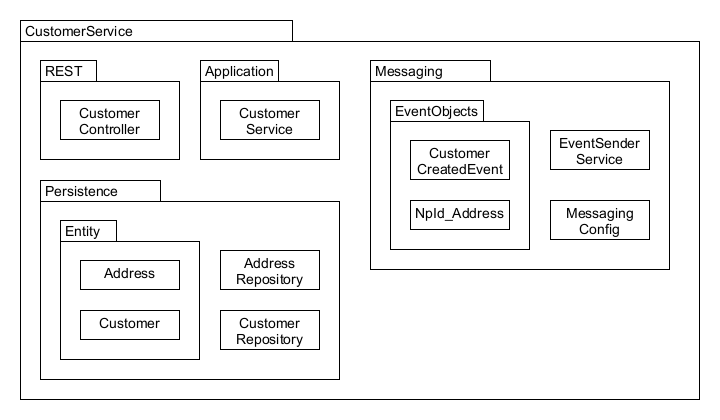 CustomerService
REST
Customer
Controller
Application
Customer
Service
Messaging
EventObjects
Customer
CreatedEvent
NpId_Address
EventSender
Service
Messaging
Config
Persistence
Entity
Address
Customer
Address
Repository
Customer
Repository